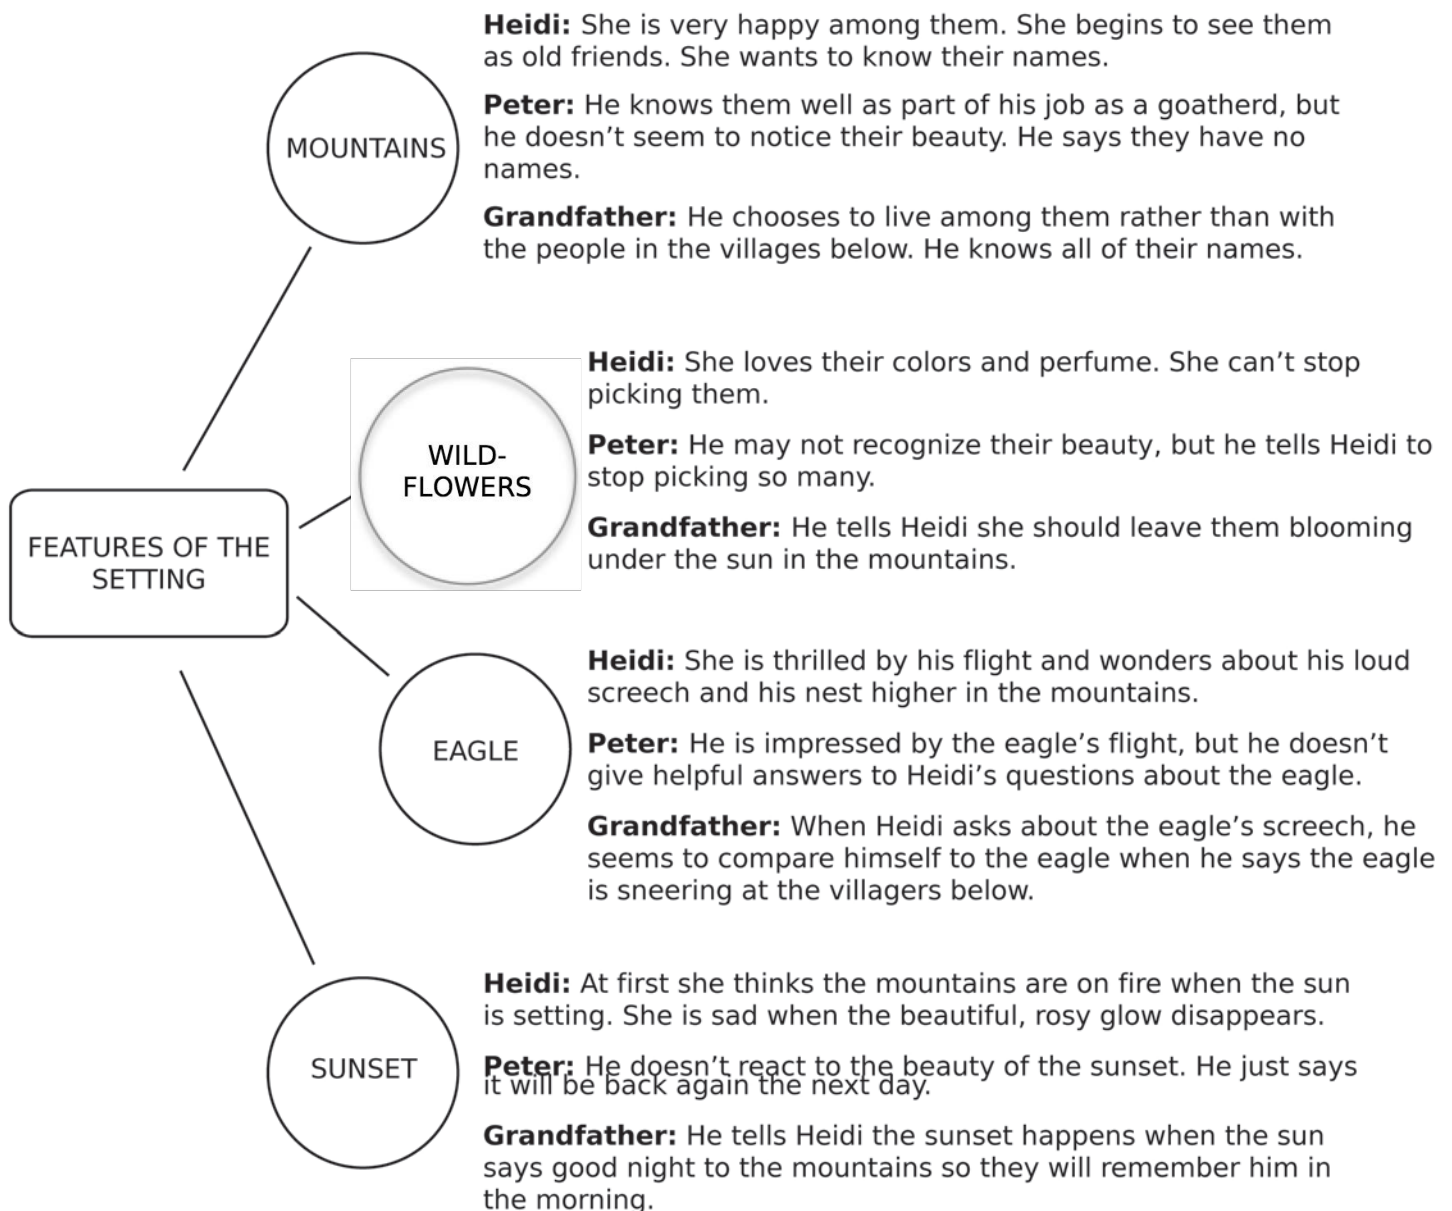 Heidi: She is very happy among them. She begins to see them
as old friends. She wants to know their names.
MOUNTAINS
Peter: He knows them well as part of his job as a goatherd, but
he doesn’t seem to notice their beauty. He says they have no
names.
Grandfather: He chooses to live among them rather than with
the people in the villages below. He knows all of their names.
Heidi: She loves their colors and perfume. She can’t stop
picking them.
WILD-
FLOWERS
Peter: He may not recognize their beauty, but he tells Heidi to
stop picking so many.
Grandfather: He tells Heidi she should leave them blooming
under the sun in the mountains.
FEATURES OF THE
SETTING
Heidi: She is thrilled by his flight and wonders about his loud
screech and his nest higher in the mountains.
EAGLE
Peter: He is impressed by the eagle’s flight, but he doesn’t
give helpful answers to Heidi’s questions about the eagle.
Grandfather: When Heidi asks about the eagle’s screech, he
seems to compare himself to the eagle when he says the eagle
is sneering at the villagers below.
Heidi: At first she thinks the mountains are on fire when the sun
is setting. She is sad when the beautiful, rosy glow disappears.
SUNSET
Peter: He doesn’t react to the beauty of the sunset. He just says
it will be back again the next day.
Grandfather: He tells Heidi the sunset happens when the sun
says good night to the mountains so they will remember him in
the morning.